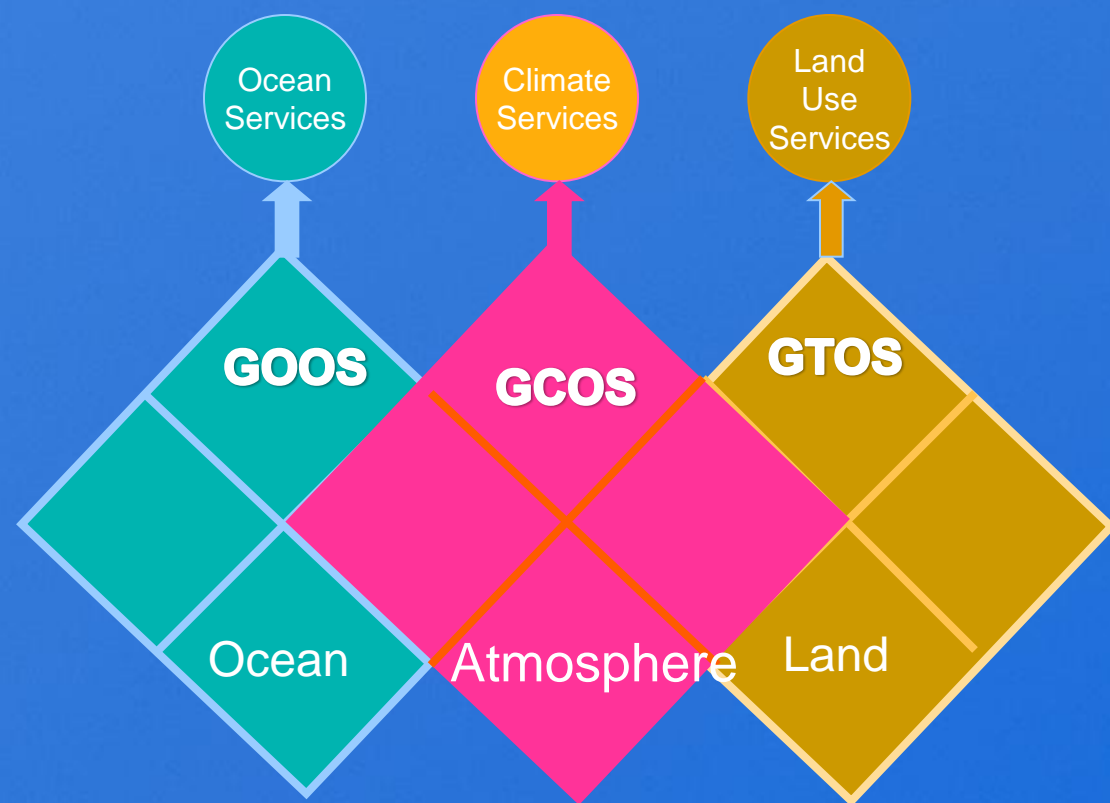 Ocean
Services
Climate
Services
Land
Use
Services
GOOS
GCOS
GTOS
Ocean
Atmosphere
Land